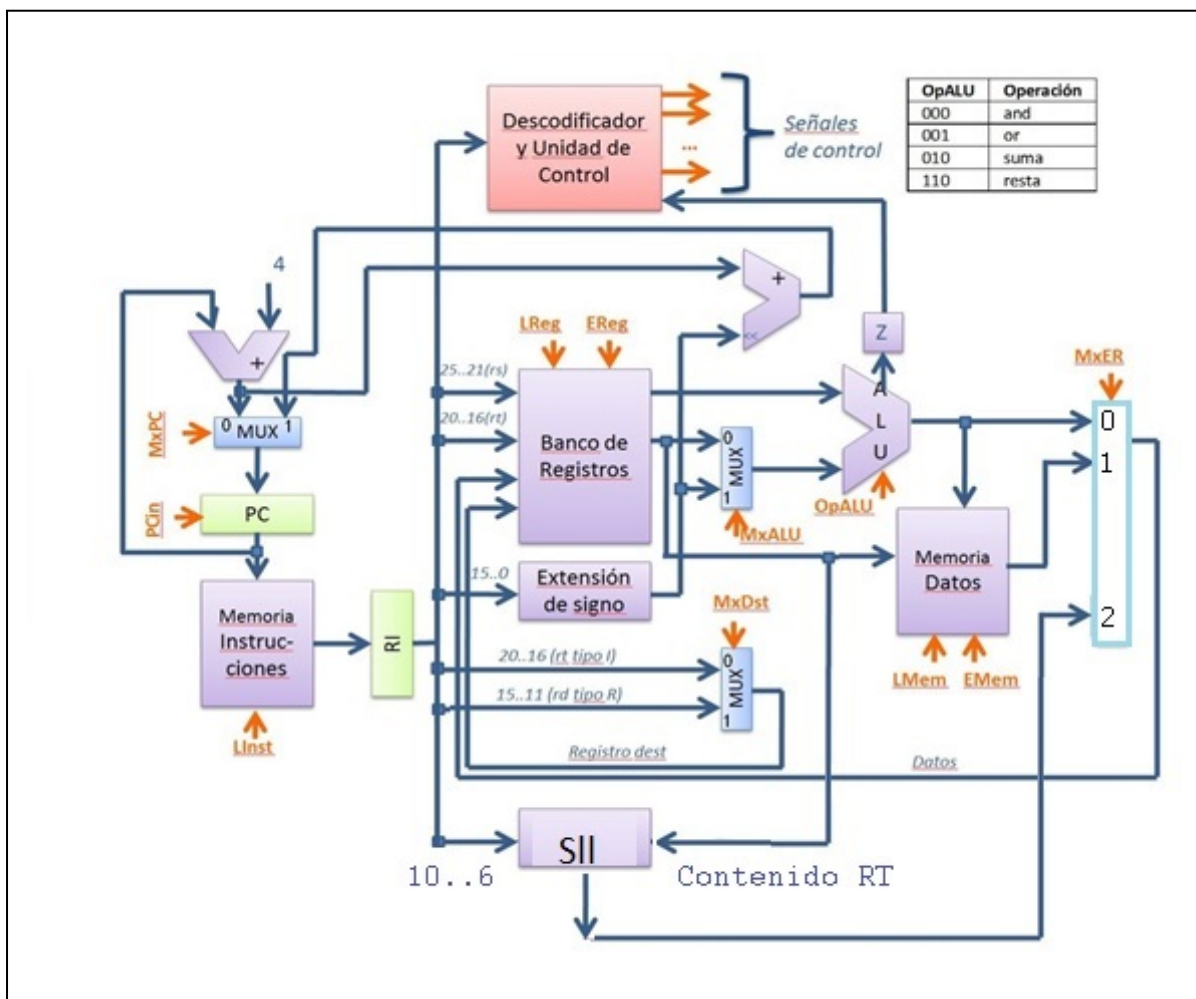 Descodificador
y Unidad de
Control
...
Señales
de control
OpALU Operación
000 and
001 or
010 suma
110 resta
4
+
+
<<
LReg
EReg
25..21(rs)
20..16(rt)
Banco de
Registros
Z
A
L
U
OpALU
MxER
0
1
2
MxPC
0 MUX 1
PCin
PC
0
MUX
1
MxALU
15..0
Extensión
de signo
Memoria
Datos
LMem
EMem
Memoria
Instruc-
ciones
LInst
RI
MxDst
0
MUX
1
20..16 (rt tipo I)
15..11 (rd tipo R)
Registro dest
Datos
Sll
10..6
Contenido RT